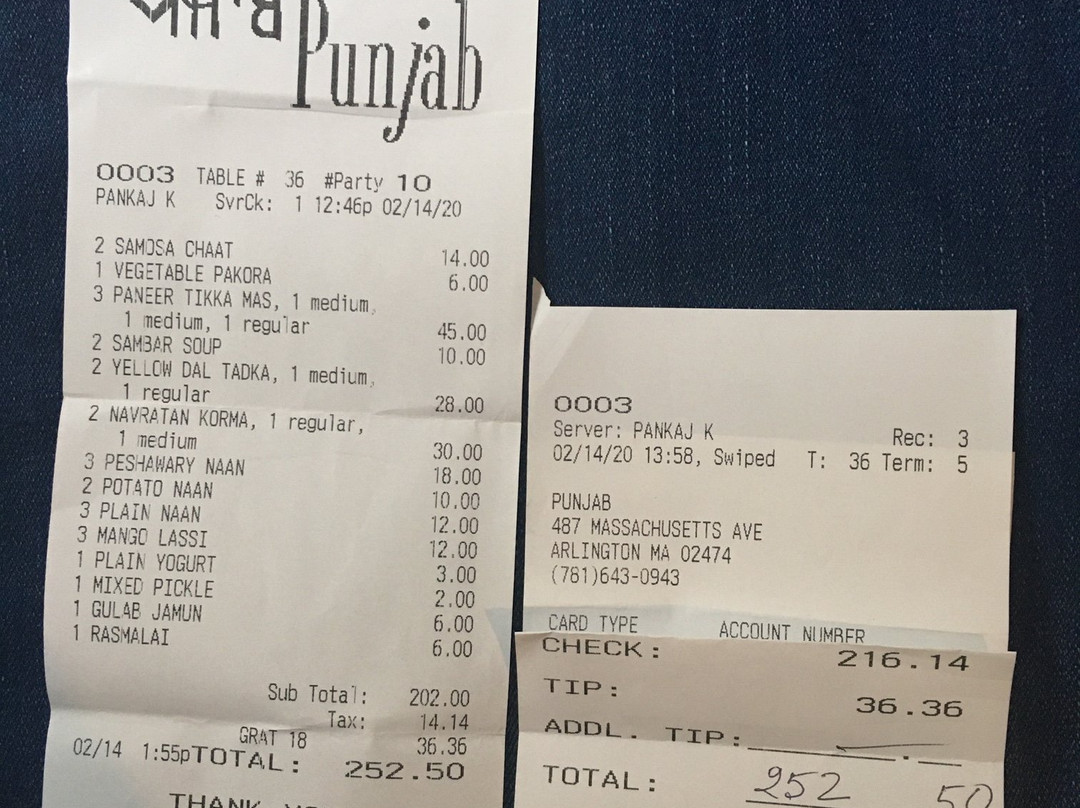 ਪੰਜਾਬ
Punjab
0003 TABLE # 36 #Party 10
PANKAJ K SvrCk: 1 12:46p 02/14/20
2 SAMOSA CHAAT 14.00
1 VEGETABLE PAKORA 6.00
3 PANEER TIKKA MAS, 1 medium,
1 medium, 1 regular 45.00
2 SAMBAR SOUP 10.00
2 YELLOW DAL TADKA, 1 medium,
1 regular 28.00
2 NAVRATAN KORMA, 1 regular,
1 medium 30.00
3 PESHAWARY NAAN 18.00
2 POTATO NAAN 10.00
3 PLAIN NAAN 12.00
3 MANGO LASSI 12.00
1 PLAIN YOGURT 3.00
1 MIXED PICKLE 2.00
1 GULAB JAMUN 6.00
1 RASMALAI 6.00
Sub Total: 202.00
Tax: 14.14
GRAT 18 36.36
02/14 1:55pTOTAL: 252.50
THANK
0003
Server: PANKAJ K Rec: 3
02/14/20 13:58, Swiped T: 36 Term: 5
PUNJAB
487 MASSACHUSETTS AVE
ARLINGTON MA 02474
(781)643-0943
CARD TYPE ACCOUNT NUMBER
CHECK: 216.14
TIP: 36.36
ADDL. TIP:
TOTAL: 252 50